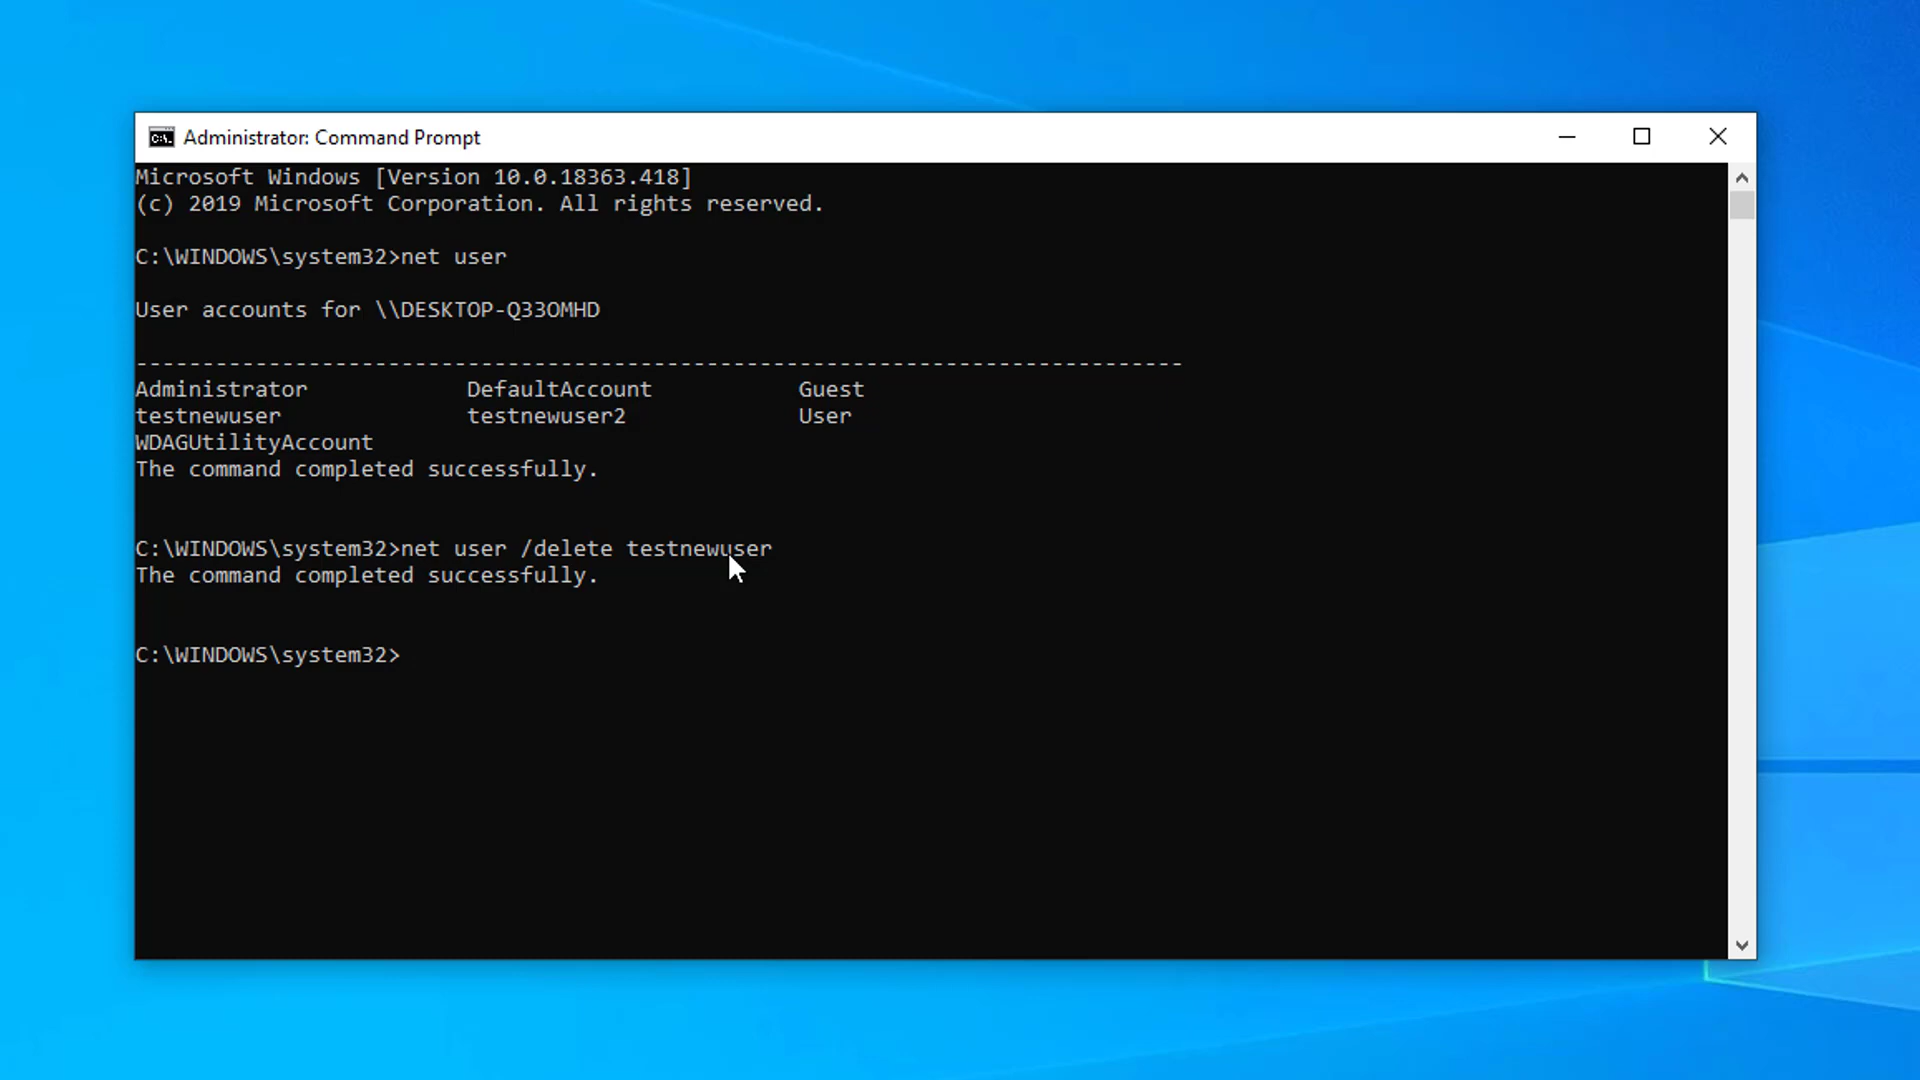 Administrator: Command Prompt
Microsoft Windows [Version 10.0.18363.418]
(c) 2019 Microsoft Corporation. All rights reserved.
C:\WINDOWS\system32>net user
User accounts for \\DESKTOP-Q33OMHD
-------------------------------------------------------------------------------
Administrator            DefaultAccount           Guest
testnewuser              testnewuser2             User
WDAGUtilityAccount
The command completed successfully.
C:\WINDOWS\system32>net user /delete testnewuser
The command completed successfully.
C:\WINDOWS\system32>